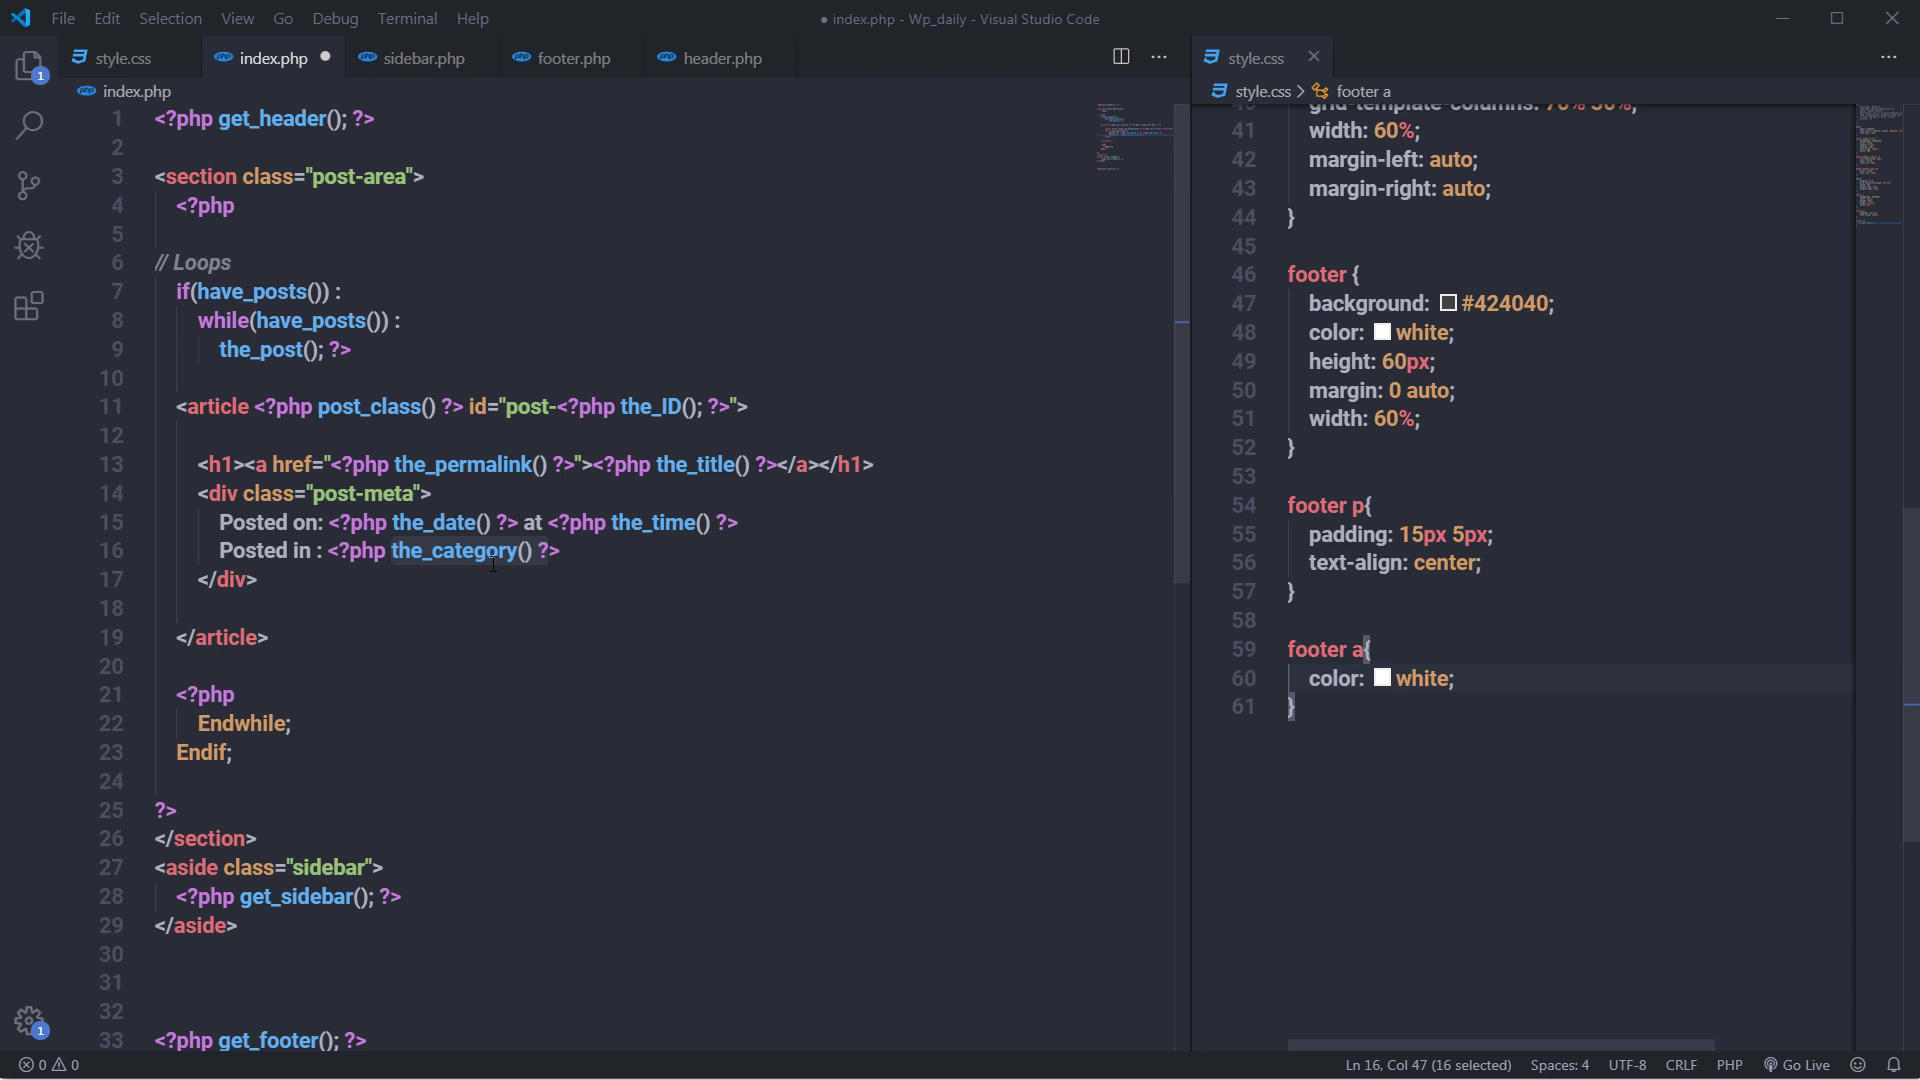 File Edit Selection View Go Debug Terminal Help
● index.php - Wp_daily - Visual Studio Code
style.css
index.php
sidebar.php
footer.php
header.php
style.css
index.php
style.css > footer a
1
1 <?php get_header(); ?>
2
3 <section class="post-area">
4 <?php
5
6 // Loops
7 if(have_posts()) :
8 while(have_posts()) :
9 the_post(); ?>
10
11 <article <?php post_class() ?> id="post-<?php the_ID(); ?>">
12
13 <h1><a href="<?php the_permalink() ?>"><?php the_title() ?></a></h1>
14 <div class="post-meta">
15 Posted on: <?php the_date() ?> at <?php the_time() ?>
16 Posted in : <?php the_category() ?>
17 </div>
18
19 </article>
20
21 <?php
22 Endwhile;
23 Endif;
24
25 ?>
26 </section>
27 <aside class="sidebar">
28 <?php get_sidebar(); ?>
29 </aside>
30
31
32
33 <?php get_footer(); ?>
1
40 grid-template-columns: 70% 30%;
41 width: 60%;
42 margin-left: auto;
43 margin-right: auto;
44 }
45
46 footer {
47 background: #424040;
48 color: white;
49 height: 60px;
50 margin: 0 auto;
51 width: 60%;
52 }
53
54 footer p{
55 padding: 15px 5px;
56 text-align: center;
57 }
58
59 footer a{
60 color: white;
61 }
0 0
Ln 16, Col 47 (16 selected) Spaces: 4 UTF-8 CRLF PHP Go Live